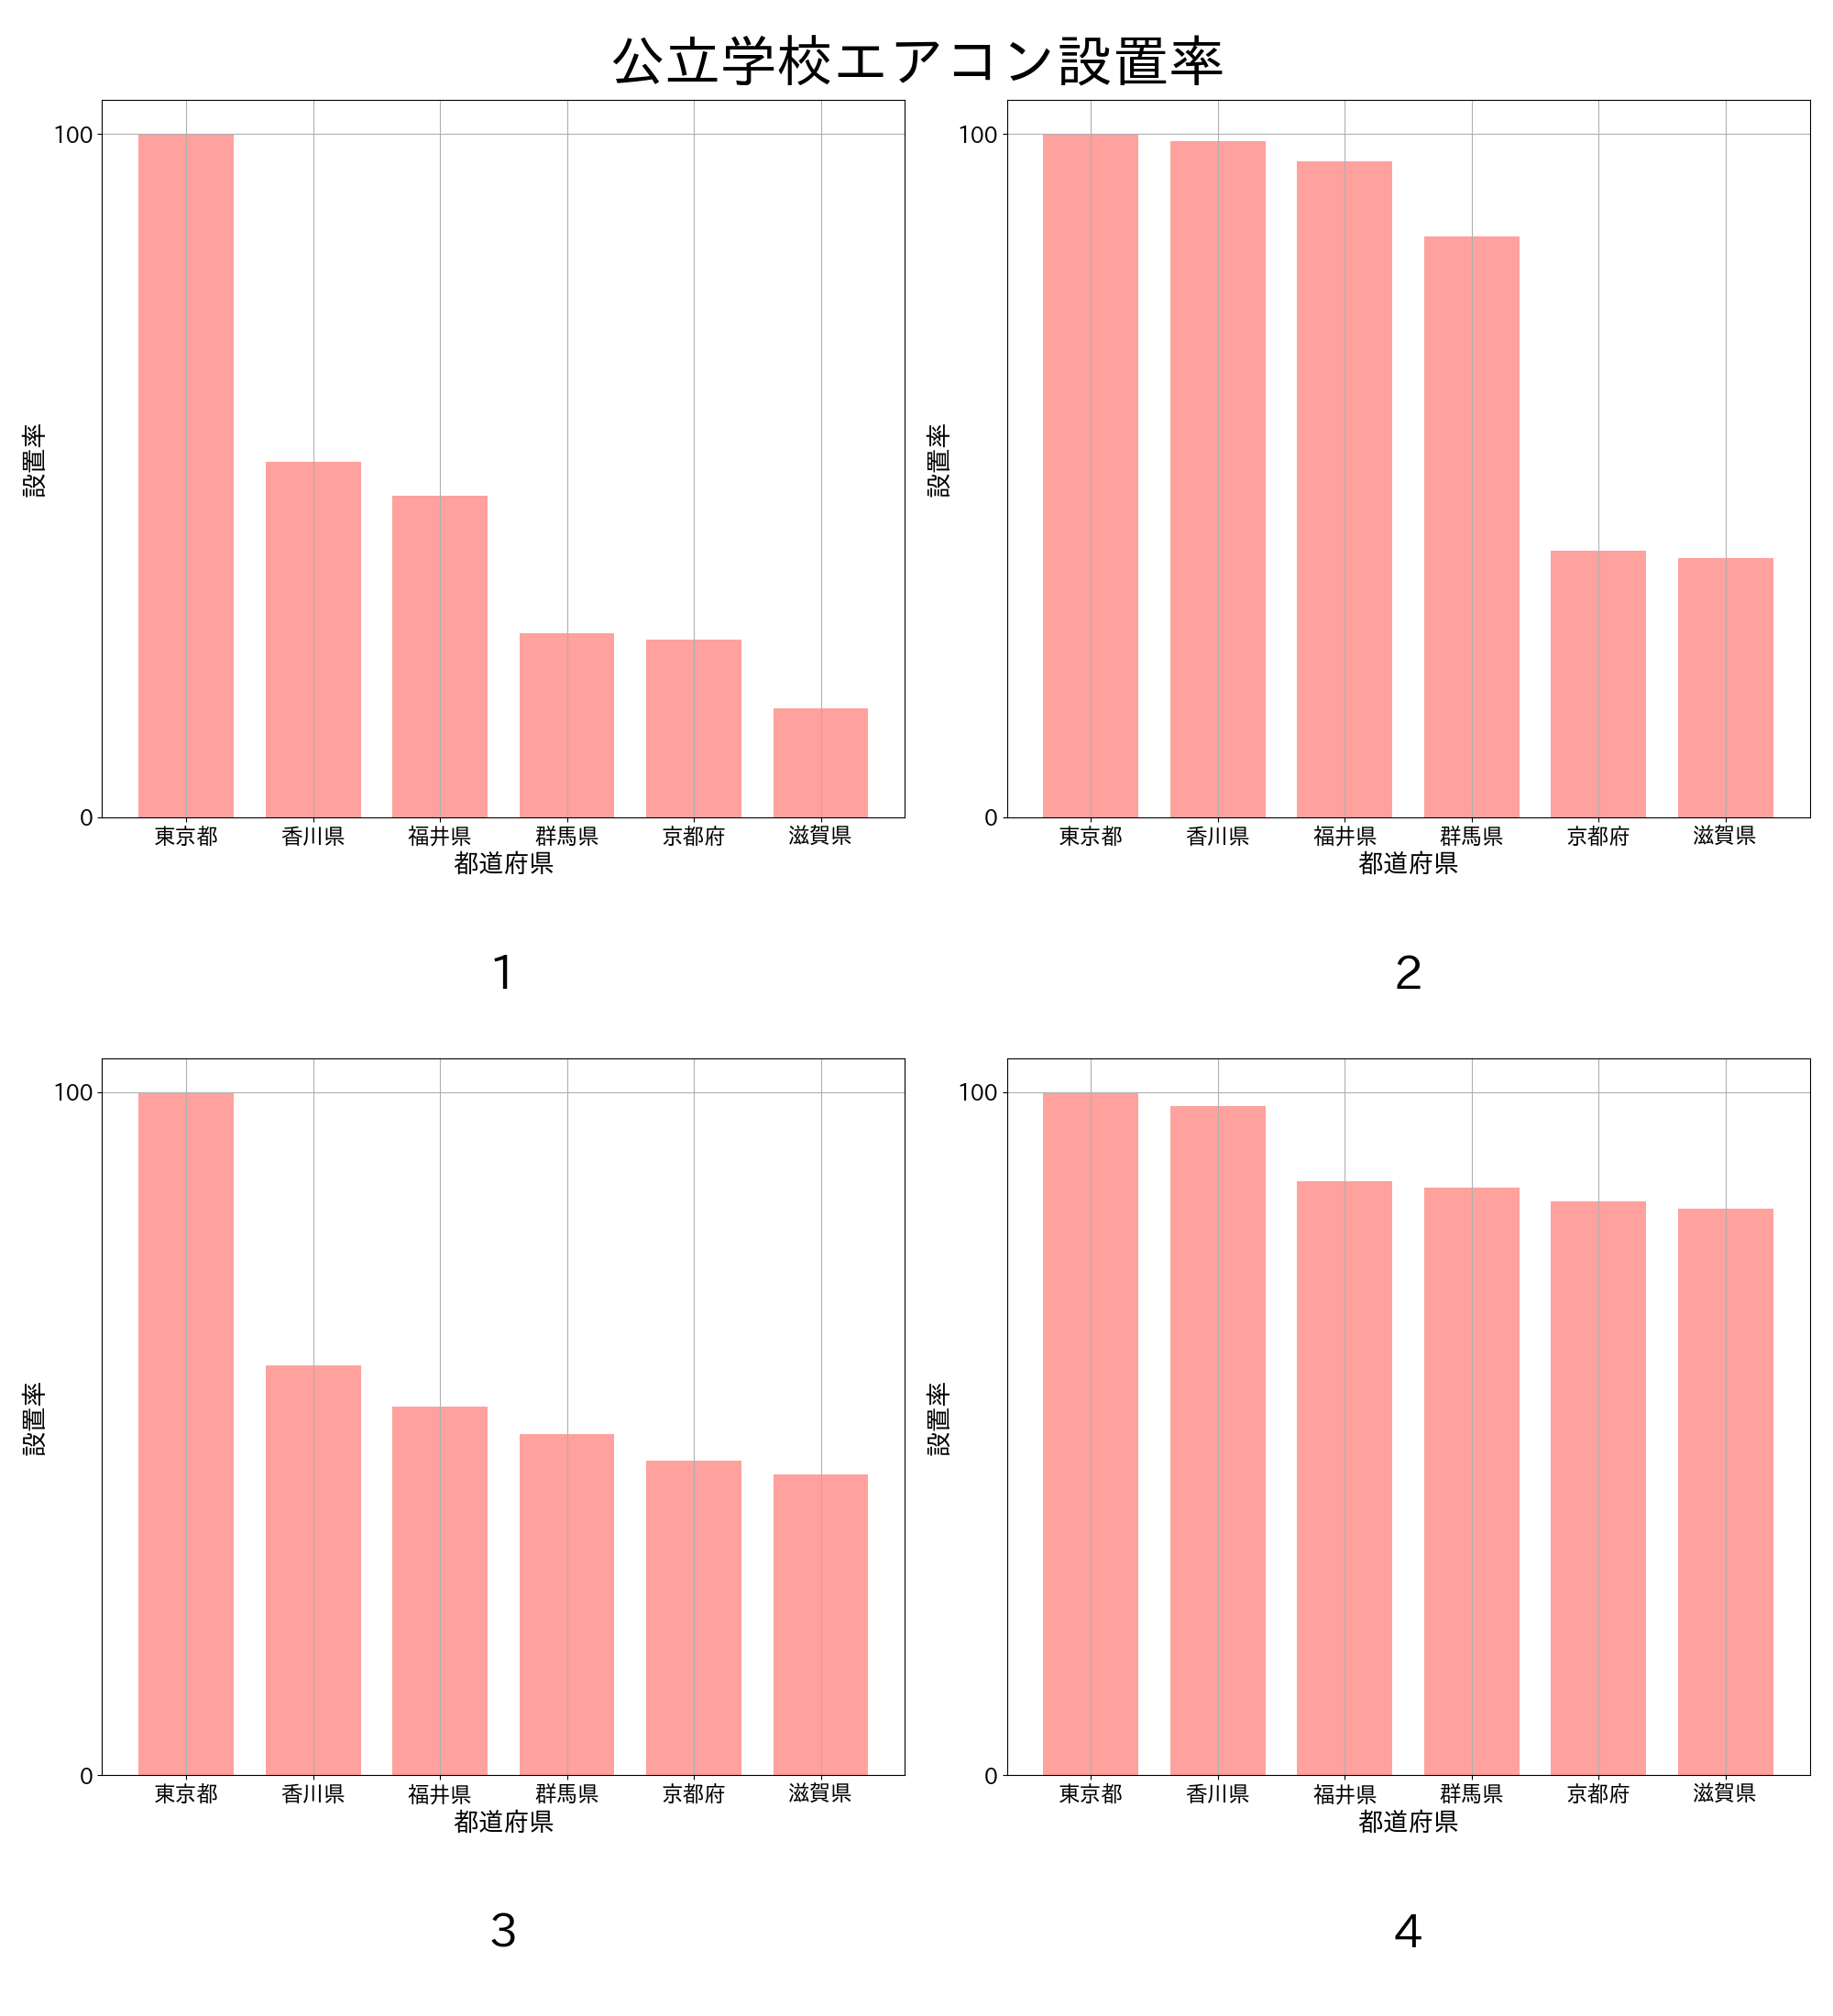 公立学校エアコン設置率
100
設置率
0
東京都 香川県 福井県 群馬県 京都府 滋賀県
都道府県
1
100
設置率
0
東京都 香川県 福井県 群馬県 京都府 滋賀県
都道府県
2
100
設置率
0
東京都 香川県 福井県 群馬県 京都府 滋賀県
都道府県
3
100
設置率
0
東京都 香川県 福井県 群馬県 京都府 滋賀県
都道府県
4